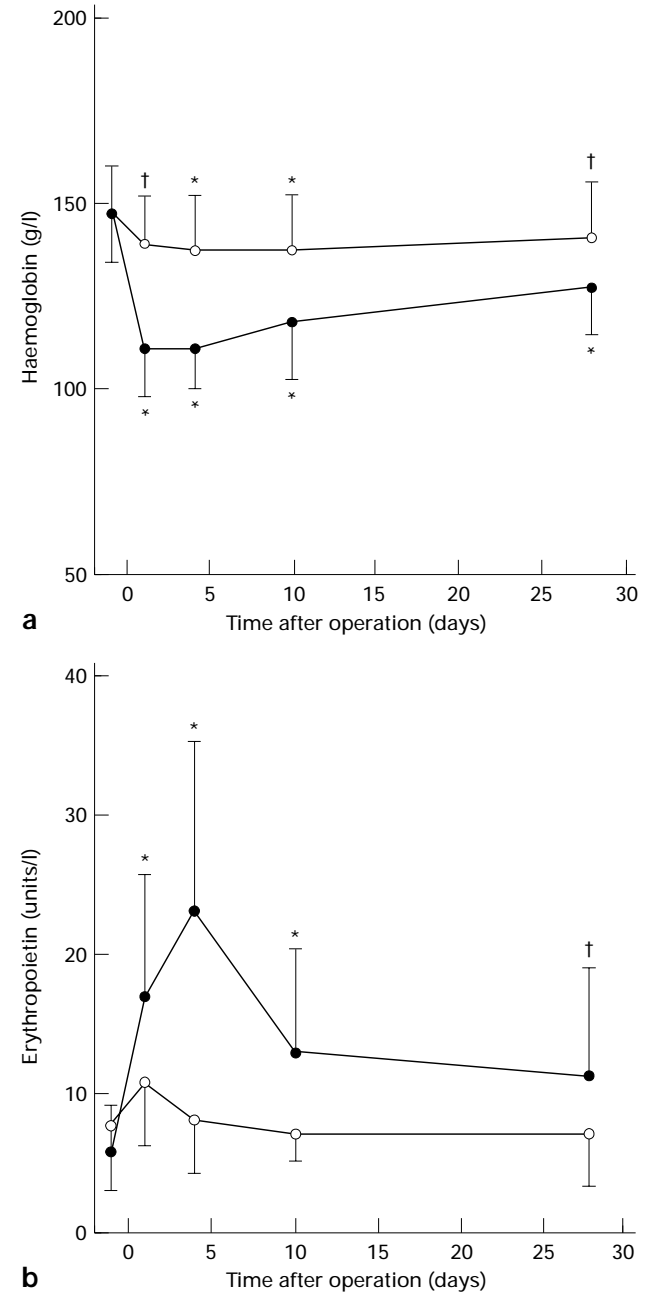 200
† * * †
150
Haemoglobin (g/l)
100
* * * *
50
0 5 10 15 20 25 30
a Time after operation (days)
40
*
30
*
Erythropoietin (units/l)
* †
20
10
0
0 5 10 15 20 25 30
b Time after operation (days)